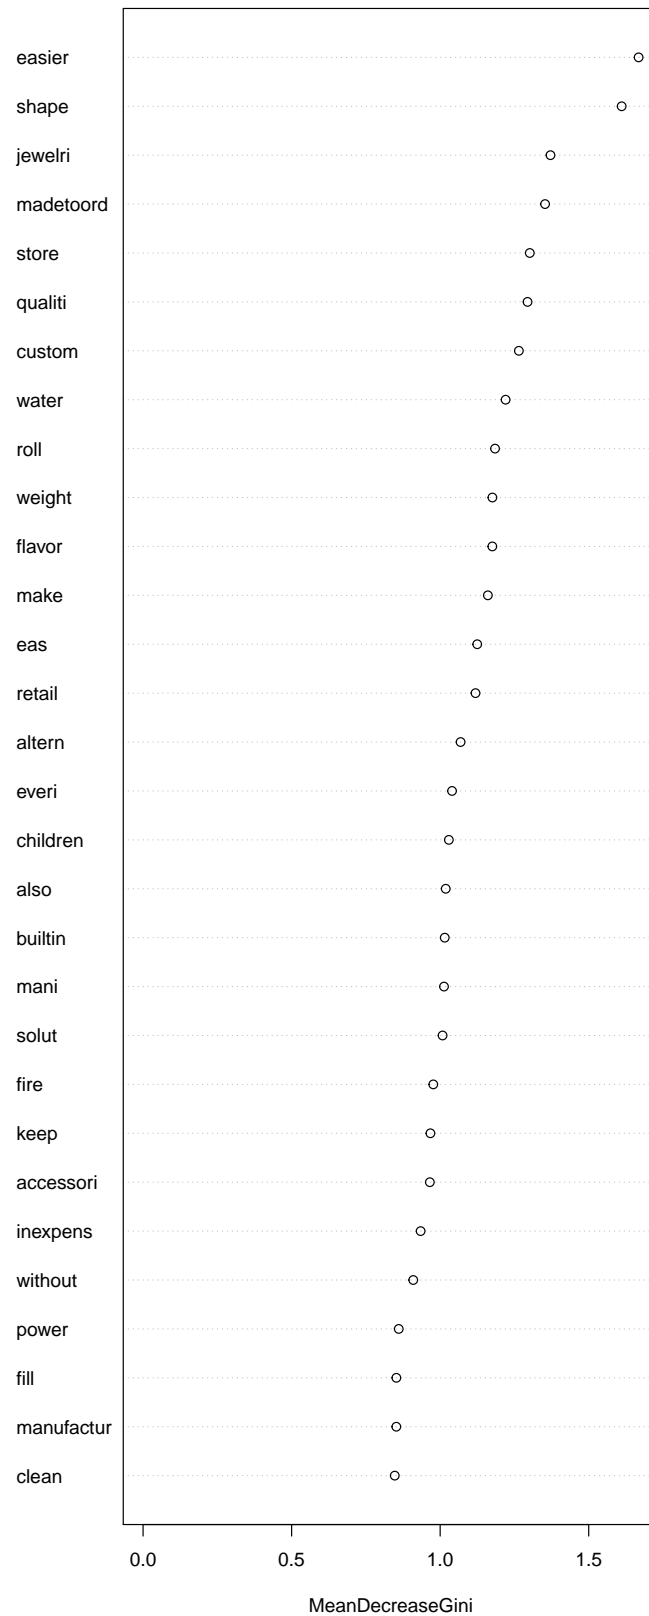 easier
shape
jewelri
madetoord
store
qualiti
custom
water
roll
weight
flavor
make
eas
retail
altern
everi
children
also
builtin
mani
solut
fire
keep
accessori
inexpens
without
power
fill
manufactur
clean
0.0 0.5 1.0 1.5
MeanDecreaseGini